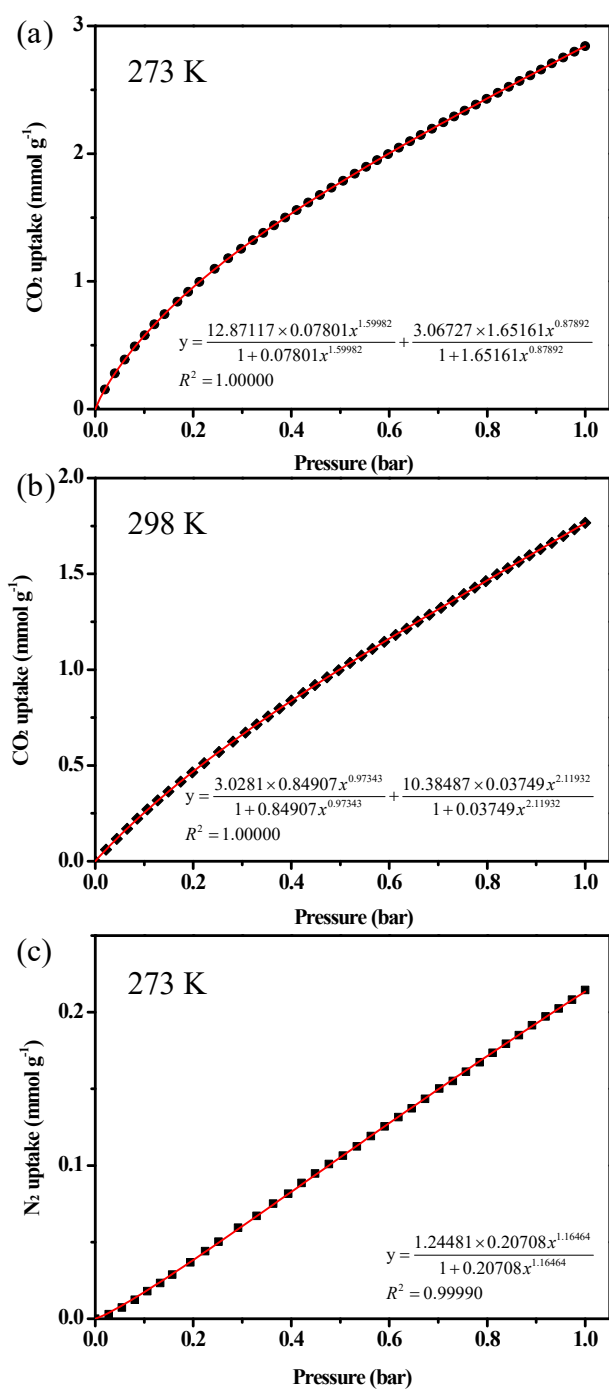 (a)
273 K
3
2
1
0
CO₂ uptake (mmol g⁻¹)
y = \frac{12.87117 × 0.07801x^{1.59982}}{1 + 0.07801x^{1.59982}} + \frac{3.06727 × 1.65161x^{0.87892}}{1 + 1.65161x^{0.87892}}
R² = 1.00000
0.0 0.2 0.4 0.6 0.8 1.0
Pressure (bar)
(b)
298 K
2.0
1.5
1.0
0.5
0.0
CO₂ uptake (mmol g⁻¹)
y = \frac{3.0281 × 0.84907x^{0.97343}}{1 + 0.84907x^{0.97343}} + \frac{10.38487 × 0.03749x^{2.11932}}{1 + 0.03749x^{2.11932}}
R² = 1.00000
0.0 0.2 0.4 0.6 0.8 1.0
Pressure (bar)
(c)
273 K
0.2
0.1
0.0
N₂ uptake (mmol g⁻¹)
y = \frac{1.24481 × 0.20708x^{1.16464}}{1 + 0.20708x^{1.16464}}
R² = 0.99990
0.0 0.2 0.4 0.6 0.8 1.0
Pressure (bar)